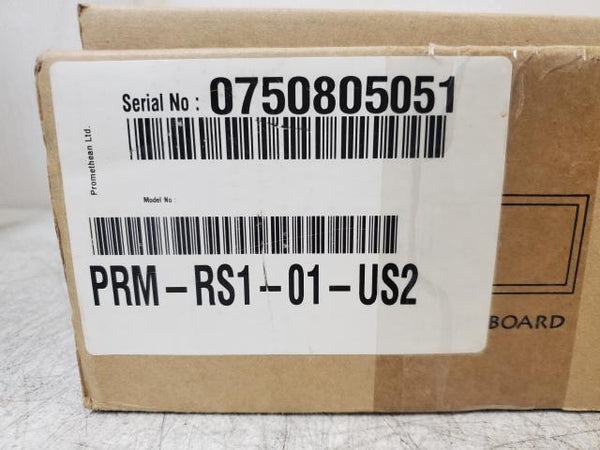 Serial No : 0750805051
Promethean Ltd.
Model No :
PRM-RS1-01-US2
BOARD